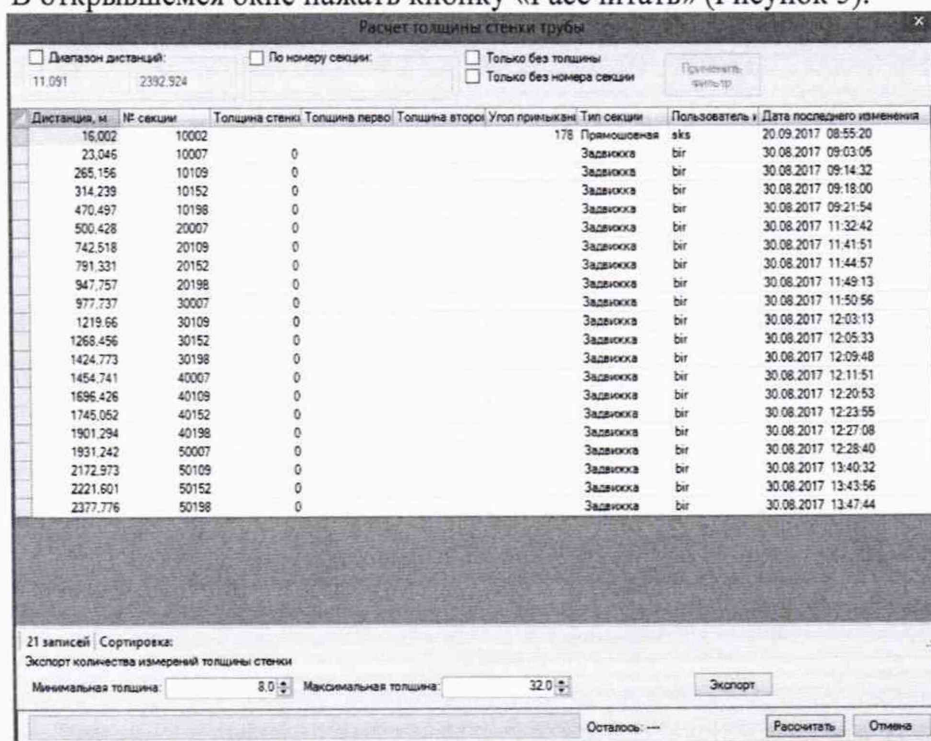 В открывшемся окне нажать кнопку «Рассчитать» (Рисунок 3).
Расчет толщины стенки трубы
Диапазон дистанций: По номеру секции: Только без толщины
Только без номера секции
Применить фильтр
11,091 2392,924
Дистанция, м № секции Толщина стенки Толщина перво Толщина второй Угол примыкани Тип секции Пользователь и Дата последнего изменения
16,002 10002 178 Прямошовная sks 20.09.2017 08:55:20
23,046 10007 0 Задвижка bir 30.08.2017 09:03:05
265,156 10109 0 Задвижка bir 30.08.2017 09:14:32
314,239 10152 0 Задвижка bir 30.08.2017 09:18:00
470,497 10198 0 Задвижка bir 30.08.2017 09:21:54
500,428 20007 0 Задвижка bir 30.08.2017 11:32:42
742,518 20109 0 Задвижка bir 30.08.2017 11:41:51
791,331 20152 0 Задвижка bir 30.08.2017 11:44:57
947,757 20198 0 Задвижка bir 30.08.2017 11:49:13
977,737 30007 0 Задвижка bir 30.08.2017 11:50:56
1219,66 30109 0 Задвижка bir 30.08.2017 12:03:13
1268,456 30152 0 Задвижка bir 30.08.2017 12:05:33
1424,773 30198 0 Задвижка bir 30.08.2017 12:09:48
1454,741 40007 0 Задвижка bir 30.08.2017 12:11:51
1696,426 40109 0 Задвижка bir 30.08.2017 12:20:53
1745,052 40152 0 Задвижка bir 30.08.2017 12:23:55
1901,294 40198 0 Задвижка bir 30.08.2017 12:27:08
1931,242 50007 0 Задвижка bir 30.08.2017 12:28:40
2172,973 50109 0 Задвижка bir 30.08.2017 13:40:32
2221,601 50152 0 Задвижка bir 30.08.2017 13:43:56
2377,776 50198 0 Задвижка bir 30.08.2017 13:47:44
21 записей Сортировка:
Экспорт количества измерений толщины стенки
Минимальная толщина: 8,0 Максимальная толщина: 32,0 Экспорт
Осталось: --- Рассчитать Отмена